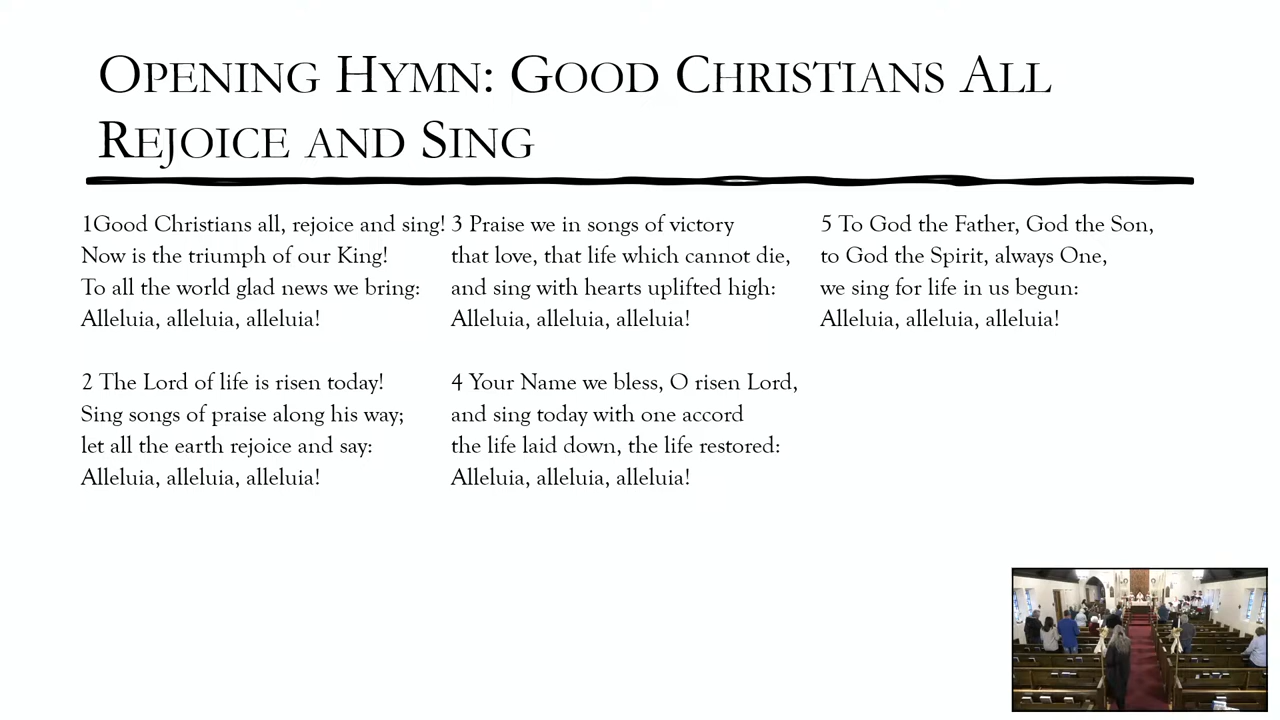 OPENING HYMN: GOOD CHRISTIANS ALL
REJOICE AND SING
1Good Christians all, rejoice and sing!
Now is the triumph of our King!
To all the world glad news we bring:
Alleluia, alleluia, alleluia!
2 The Lord of life is risen today!
Sing songs of praise along his way;
let all the earth rejoice and say:
Alleluia, alleluia, alleluia!
3 Praise we in songs of victory
that love, that life which cannot die,
and sing with hearts uplifted high:
Alleluia, alleluia, alleluia!
4 Your Name we bless, O risen Lord,
and sing today with one accord
the life laid down, the life restored:
Alleluia, alleluia, alleluia!
5 To God the Father, God the Son,
to God the Spirit, always One,
we sing for life in us begun:
Alleluia, alleluia, alleluia!